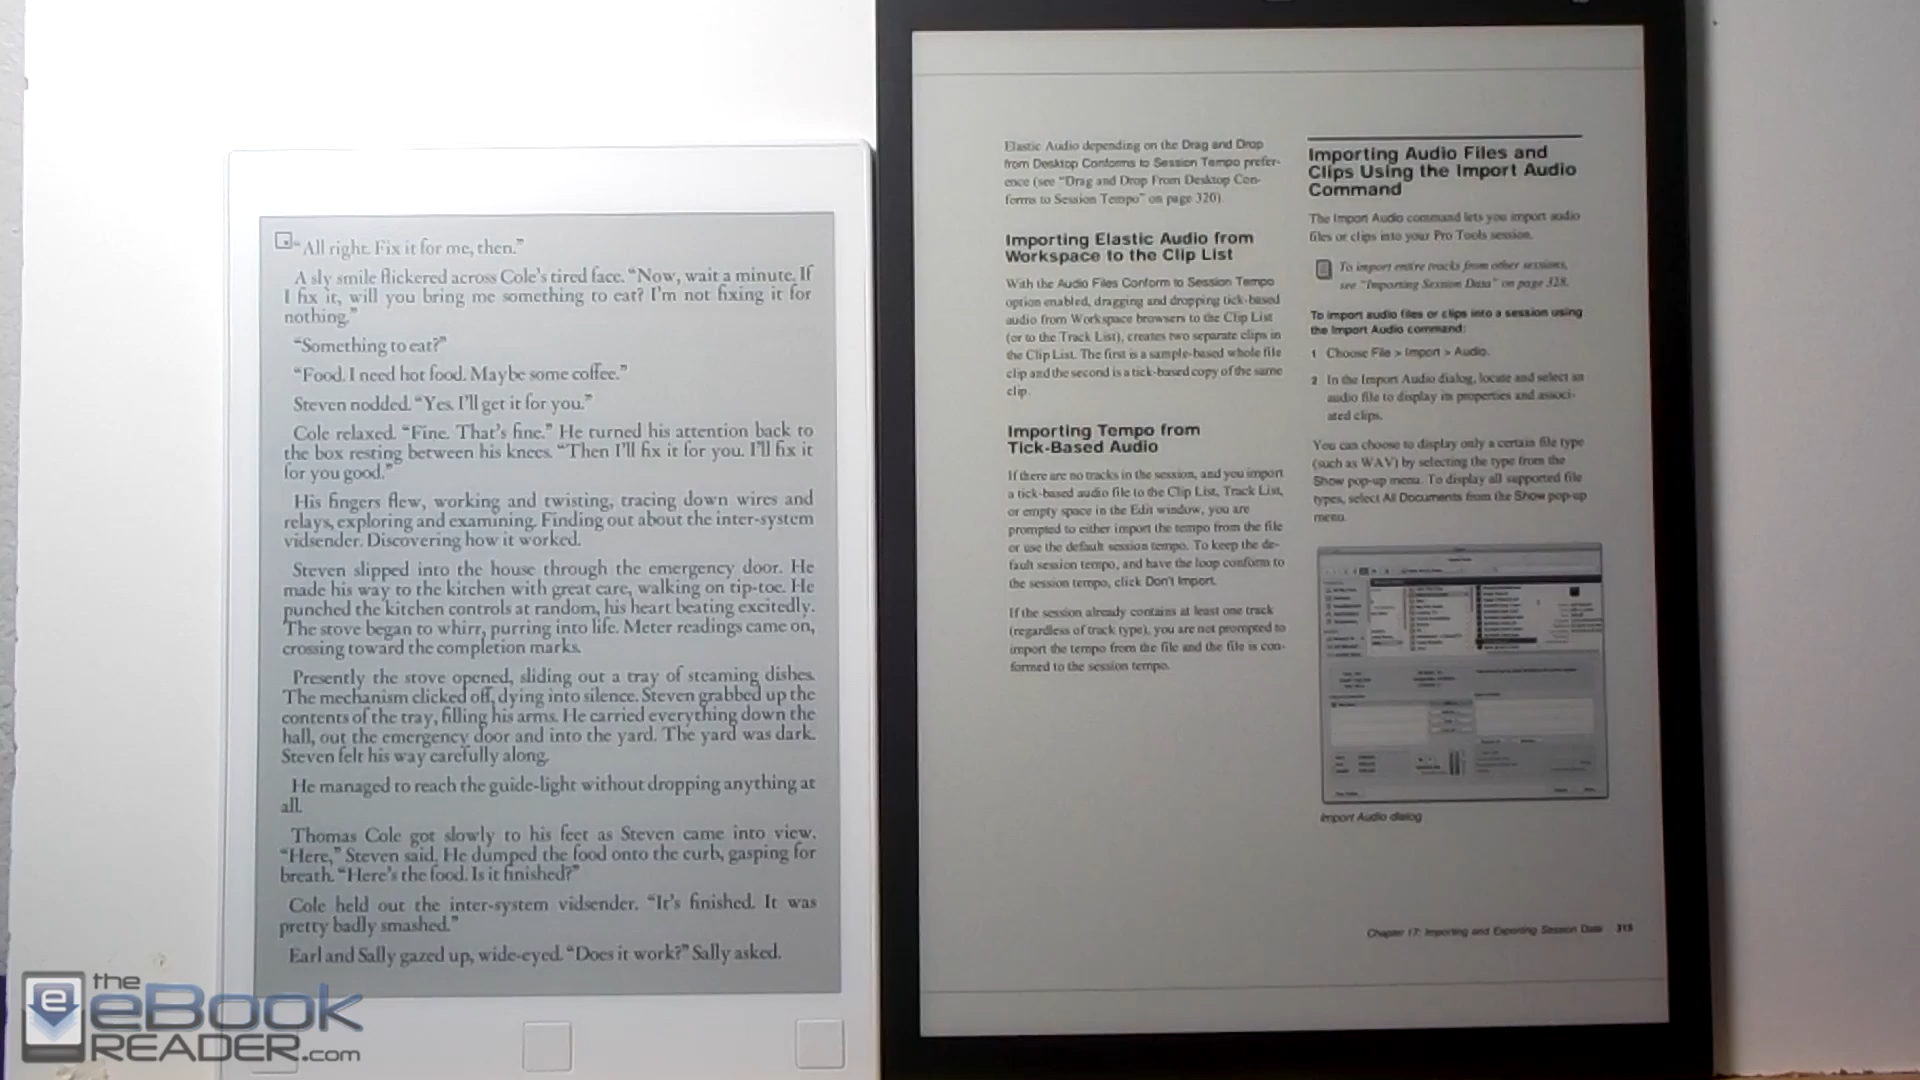 “All right. Fix it for me, then.”
A sly smile flickered across Cole’s tired face. “Now, wait a minute. If
I fix it, will you bring me something to eat? I’m not fixing it for
nothing.”
“Something to eat?”
“Food. I need hot food. Maybe some coffee.”
Steven nodded. “Yes. I’ll get it for you.”
Cole relaxed. “Fine. That’s fine.” He turned his attention back to
the box resting between his knees. “Then I’ll fix it for you. I’ll fix it
for you good.”
His fingers flew, working and twisting, tracing down wires and
relays, exploring and examining. Finding out about the inter-system
vidsender. Discovering how it worked.
Steven slipped into the house through the emergency door. He
made his way to the kitchen with great care, walking on tip-toe. He
punched the kitchen controls at random, his heart beating excitedly.
The stove began to whirr, purring into life. Meter readings came on,
crossing toward the completion marks.
Presently the stove opened, sliding out a tray of steaming dishes.
The mechanism clicked off, dying into silence. Steven grabbed up the
contents of the tray, filling his arms. He carried everything down the
hall, out the emergency door and into the yard. The yard was dark.
Steven felt his way carefully along.
He managed to reach the guide-light without dropping anything at
all.
Thomas Cole got slowly to his feet as Steven came into view.
“Here,” Steven said. He dumped the food onto the curb, gasping for
breath. “Here’s the food. Is it finished?”
Cole held out the inter-system vidsender. “It’s finished. It was
pretty badly smashed.”
Earl and Sally gazed up, wide-eyed. “Does it work?” Sally asked.
Elastic Audio depending on the Drag and Drop
from Desktop Conforms to Session Tempo prefer-
ence (see “Drag and Drop From Desktop Con-
forms to Session Tempo” on page 320).
Importing Elastic Audio from
Workspace to the Clip List
With the Audio Files Conform to Session Tempo
option enabled, dragging and dropping tick-based
audio from Workspace browsers to the Clip List
(or to the Track List), creates two separate clips in
the Clip List. The first is a sample-based whole file
clip and the second is a tick-based copy of the same
clip.
Importing Tempo from
Tick-Based Audio
If there are no tracks in the session, and you import
a tick-based audio file to the Clip List, Track List,
or empty space in the Edit window, you are
prompted to either import the tempo from the file
or use the default session tempo. To keep the de-
fault session tempo, and have the loop conform to
the session tempo, click Don’t Import.
If the session already contains at least one track
(regardless of track type), you are not prompted to
import the tempo from the file and the file is con-
formed to the session tempo.
Importing Audio Files and
Clips Using the Import Audio
Command
The Import Audio command lets you import audio
files or clips into your Pro Tools session.
To import entire tracks from other sessions,
see “Importing Session Data” on page 328.
To import audio files or clips into a session using
the Import Audio command:
1 Choose File > Import > Audio.
2 In the Import Audio dialog, locate and select an
audio file to display its properties and associ-
ated clips.
You can choose to display only a certain file type
(such as WAV) by selecting the type from the
Show pop-up menu. To display all supported file
types, select All Documents from the Show pop-up
menu.
Import Audio dialog
Chapter 17: Importing and Exporting Session Data 315
the
eBook
READER.com